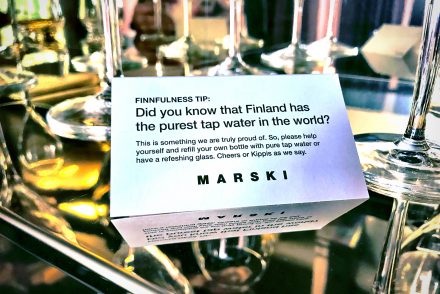 FINNFULNESS TIP:
Did you know that Finland has
the purest tap water in the world?
This is something we are truly proud of. So, please help
yourself and refill your own bottle with pure tap water or
have a refeshing glass. Cheers or Kippis as we say.
MARSKI